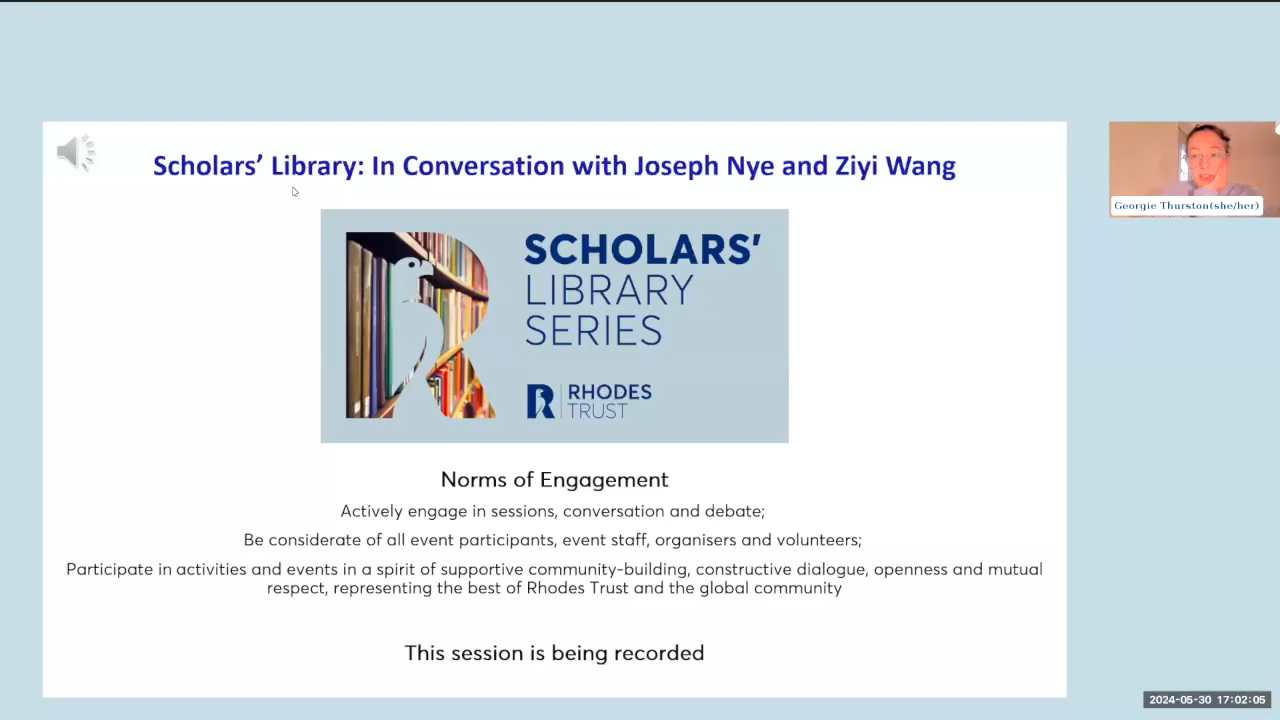 Scholars’ Library: In Conversation with Joseph Nye and Ziyi Wang
SCHOLARS’
LIBRARY
SERIES
RHODES
TRUST
Georgie Thurston(she/her)
Norms of Engagement
Actively engage in sessions, conversation and debate;
Be considerate of all event participants, event staff, organisers and volunteers;
Participate in activities and events in a spirit of supportive community-building, constructive dialogue, openness and mutual
respect, representing the best of Rhodes Trust and the global community
This session is being recorded
2024-05-30 17:02:05